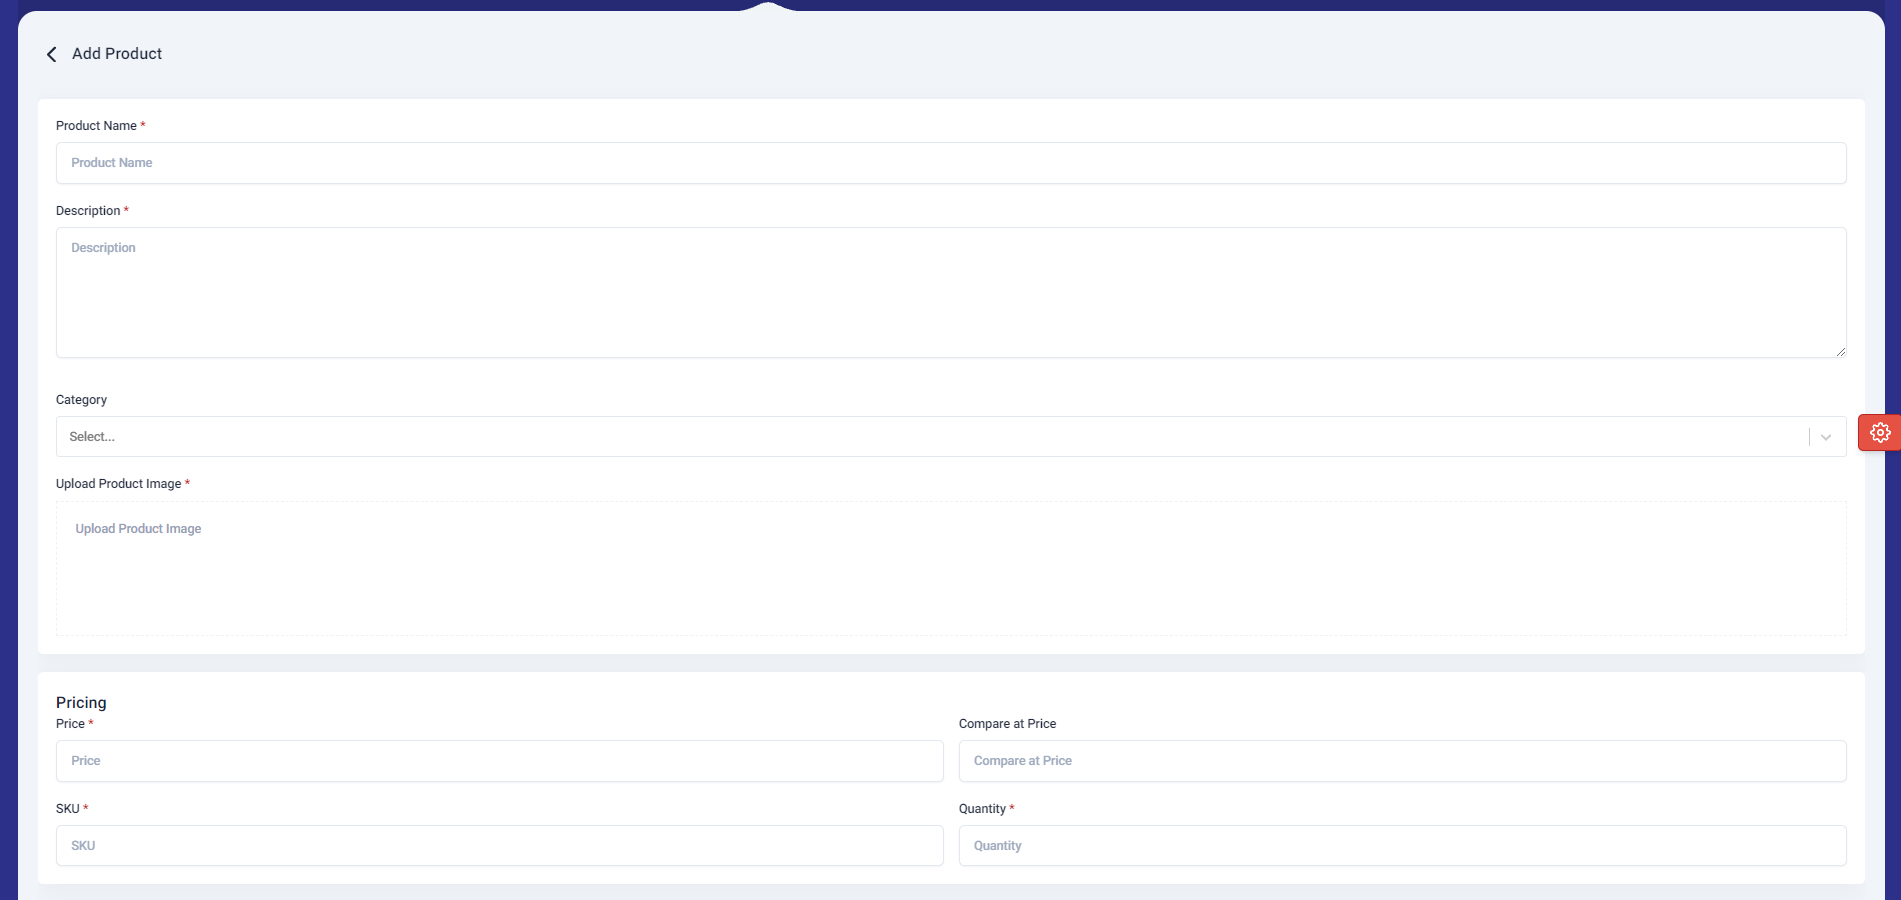 Add Product
Product Name *
Product Name
Description *
Description
Category
Select...
Upload Product Image *
Upload Product Image
Pricing
Price * Compare at Price
Price Compare at Price
SKU * Quantity *
SKU Quantity